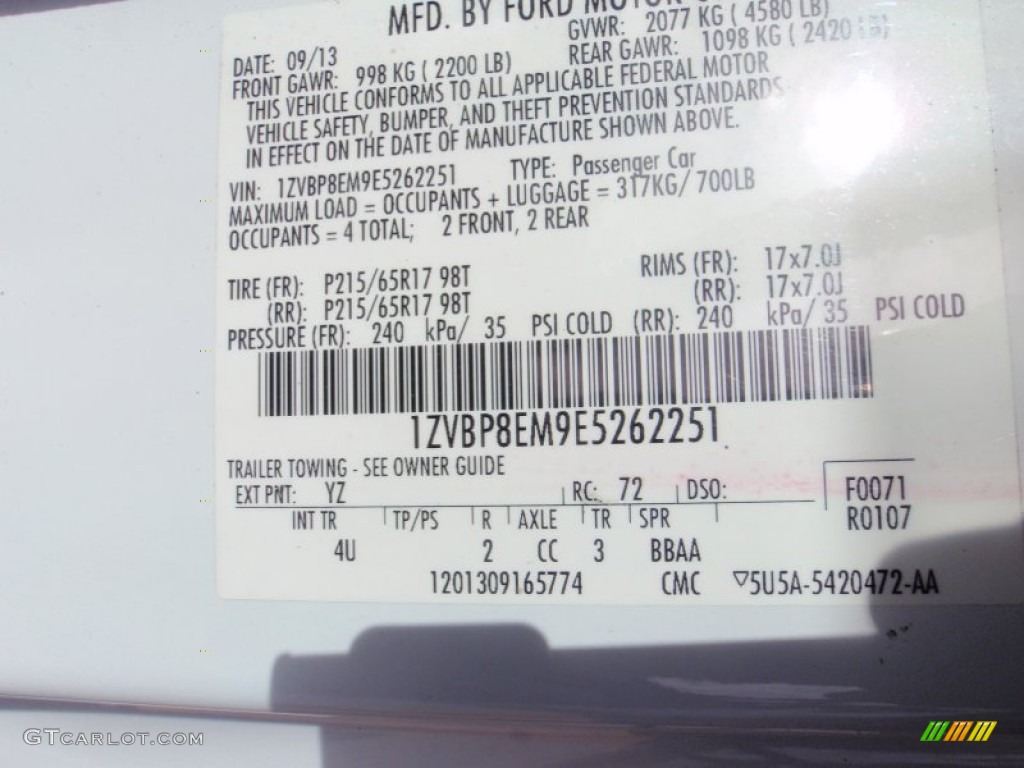 MFD. BY FORD MOTOR
DATE: 09/13 GVWR: 2077 KG ( 4580 LB)
FRONT GAWR: 998 KG ( 2200 LB) REAR GAWR: 1098 KG ( 2420 LB)
THIS VEHICLE CONFORMS TO ALL APPLICABLE FEDERAL MOTOR
VEHICLE SAFETY, BUMPER, AND THEFT PREVENTION STANDARDS
IN EFFECT ON THE DATE OF MANUFACTURE SHOWN ABOVE.
VIN: 1ZVBP8EM9E5262251 TYPE: Passenger Car
MAXIMUM LOAD = OCCUPANTS + LUGGAGE = 317KG/ 700LB
OCCUPANTS = 4 TOTAL; 2 FRONT, 2 REAR
TIRE (FR): P215/65R17 98T RIMS (FR): 17x7.0J
(RR): P215/65R17 98T (RR): 17x7.0J
PRESSURE (FR): 240 kPa/ 35 PSI COLD (RR): 240 kPa/ 35 PSI COLD
1ZVBP8EM9E5262251
TRAILER TOWING - SEE OWNER GUIDE
EXT PNT: YZ RC: 72 DSO: F0071
INT TR TP/PS R AXLE TR SPR R0107
4U 2 CC 3 BBAA
1201309165774 CMC ▽5U5A-5420472-AA
GTCARLOT.COM